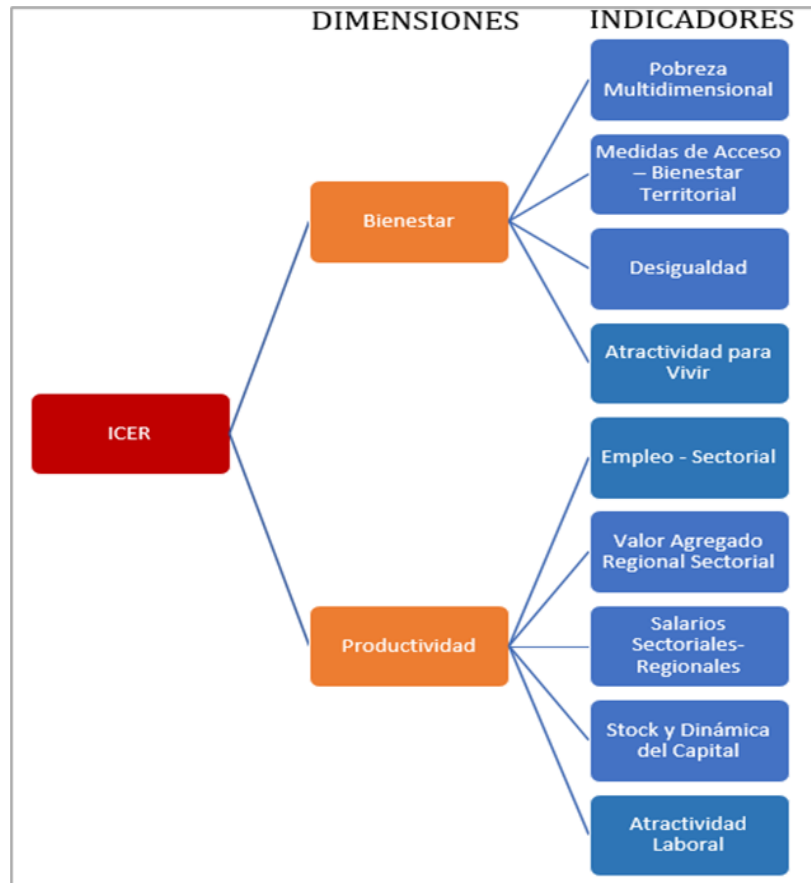 DIMENSIONES
INDICADORES
Pobreza
Multidimensional
Medidas de Acceso
– Bienestar
Territorial
Bienestar
Desigualdad
Atractividad para
Vivir
ICER
Empleo - Sectorial
Valor Agregado
Regional Sectorial
Productividad
Salarios
Sectoriales-
Regionales
Stock y Dinámica
del Capital
Atractividad
Laboral